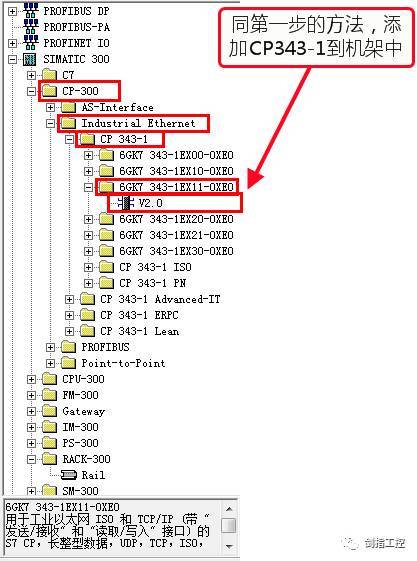 PROFIBUS DP
PROFIBUS-PA
PROFINET IO
SIMATIC 300
C7
CP-300
AS-Interface
Industrial Ethernet
CP 343-1
6GK7 343-1EX00-0XE0
6GK7 343-1EX10-0XE0
6GK7 343-1EX11-0XE0
V2.0
6GK7 343-1EX20-0XE0
6GK7 343-1EX21-0XE0
6GK7 343-1EX30-0XE0
CP 343-1 ISO
CP 343-1 PN
CP 343-1 Advanced-IT
CP 343-1 ERPC
CP 343-1 Lean
PROFIBUS
Point-to-Point
CPU-300
FM-300
Gateway
IM-300
PS-300
RACK-300
Rail
SM-300
同第一步的方法，添
加CP343-1到机架中
6GK7 343-1EX11-0XE0
用于工业以太网 ISO 和 TCP/IP (带 "
发送/接收" 和 "读取/写入" 接口) 的
S7 CP, 长整型数据, UDP, TCP, ISO,
剑指工控